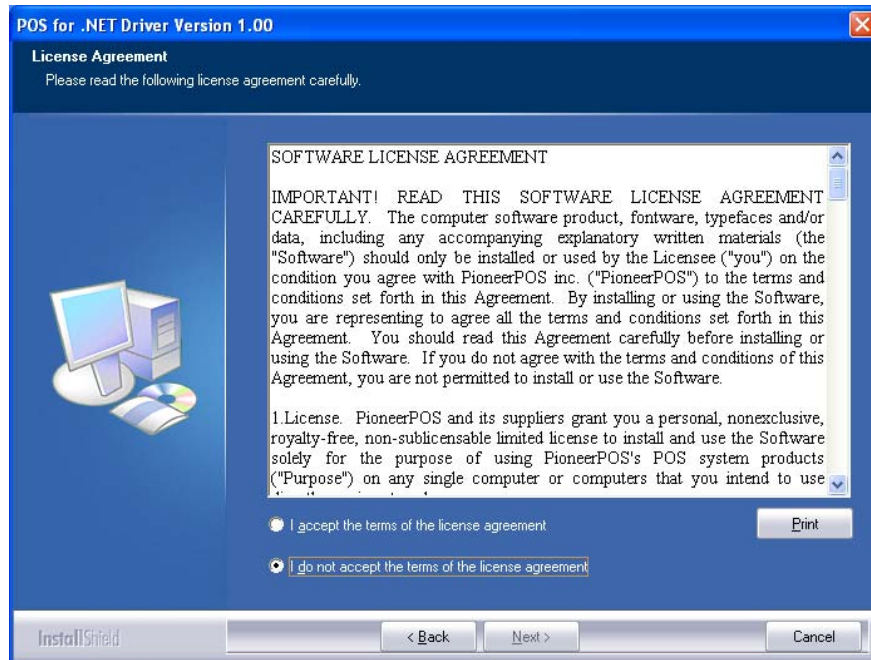 POS for .NET Driver Version 1.00
License Agreement
Please read the following license agreement carefully.
SOFTWARE LICENSE AGREEMENT
IMPORTANT! READ THIS SOFTWARE LICENSE AGREEMENT
CAREFULLY. The computer software product, fontware, typefaces and/or
data, including any accompanying explanatory written materials (the
"Software") should only be installed or used by the Licensee ("you") on the
condition you agree with PioneerPOS inc. ("PioneerPOS") to the terms and
conditions set forth in this Agreement. By installing or using the Software,
you are representing to agree all the terms and conditions set forth in this
Agreement. You should read this Agreement carefully before installing or
using the Software. If you do not agree with the terms and conditions of this
Agreement, you are not permitted to install or use the Software.
1.License. PioneerPOS and its suppliers grant you a personal, nonexclusive,
royalty-free, non-sublicensable limited license to install and use the Software
solely for the purpose of using PioneerPOS's POS system products
("Purpose") on any single computer or computers that you intend to use
I accept the terms of the license agreement
Print
I do not accept the terms of the license agreement
InstallShield
< Back
Next >
Cancel